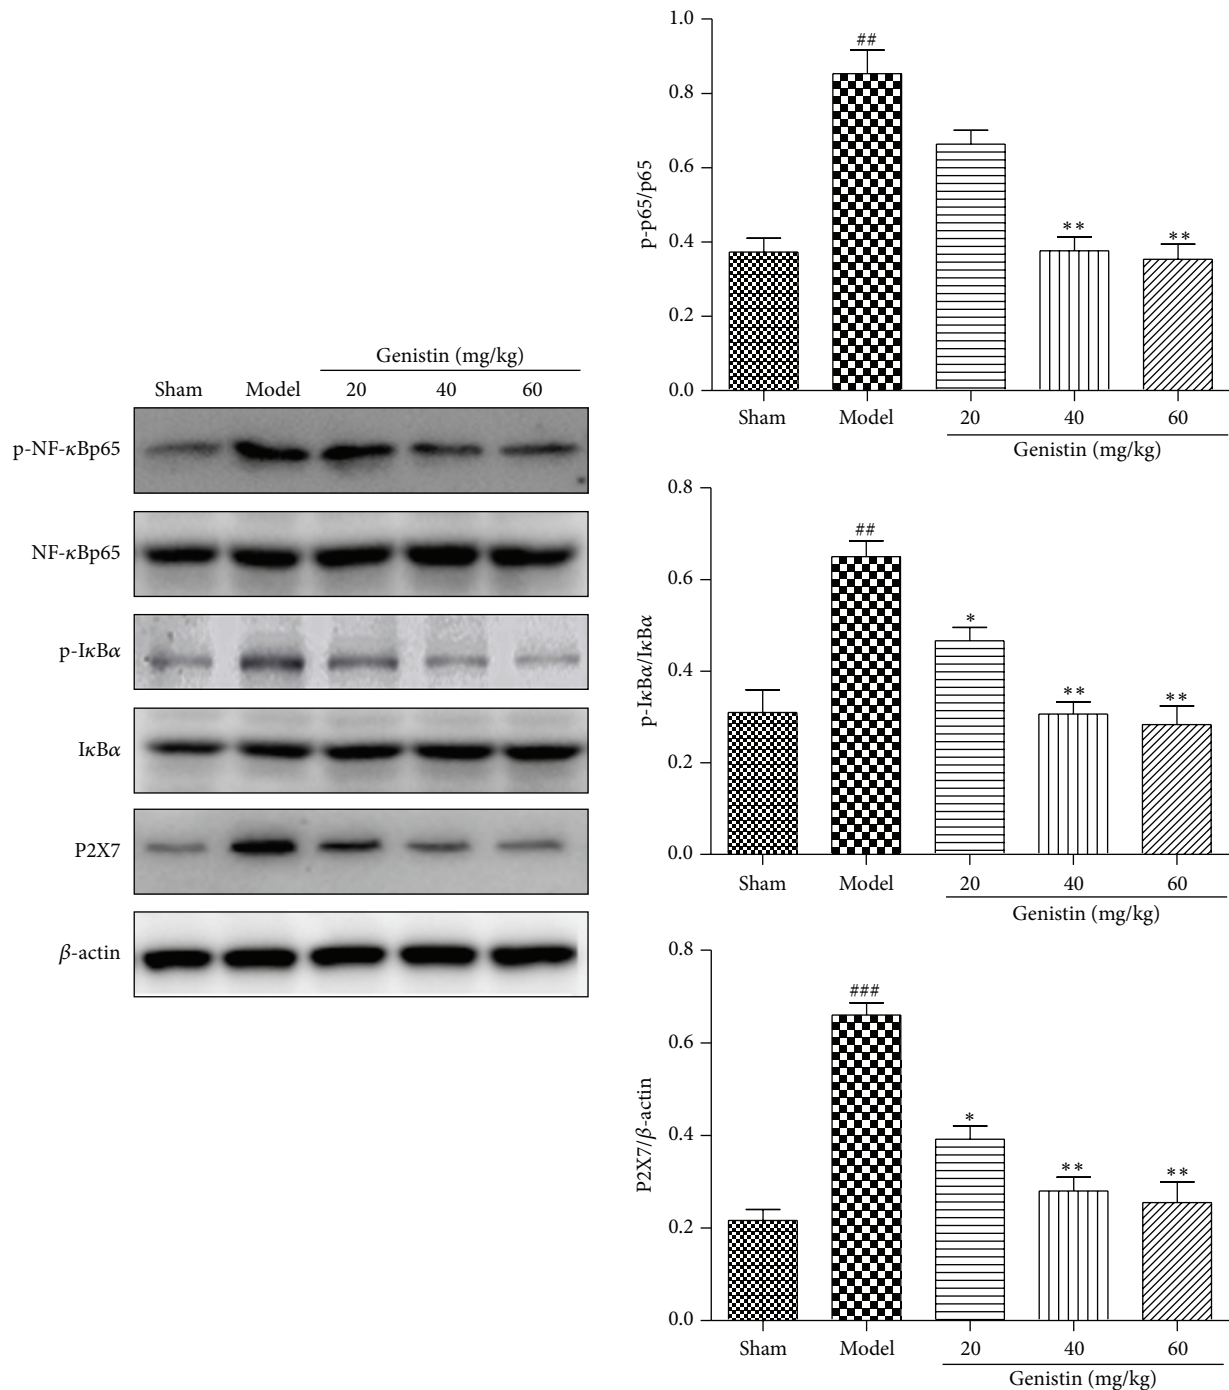 Genistin (mg/kg)
Sham Model 20 40 60
p-NF-κBp65
NF-κBp65
p-IκBα
IκBα
P2X7
β-actin
1.0
0.8
0.6
0.4
0.2
0.0
p-p65/p65
##
**
**
Sham Model 20 40 60
Genistin (mg/kg)
0.8
0.6
0.4
0.2
0.0
p-IκBα/IκBα
##
*
**
**
Sham Model 20 40 60
Genistin (mg/kg)
0.8
0.6
0.4
0.2
0.0
P2X7/β-actin
###
*
**
**
Sham Model 20 40 60
Genistin (mg/kg)